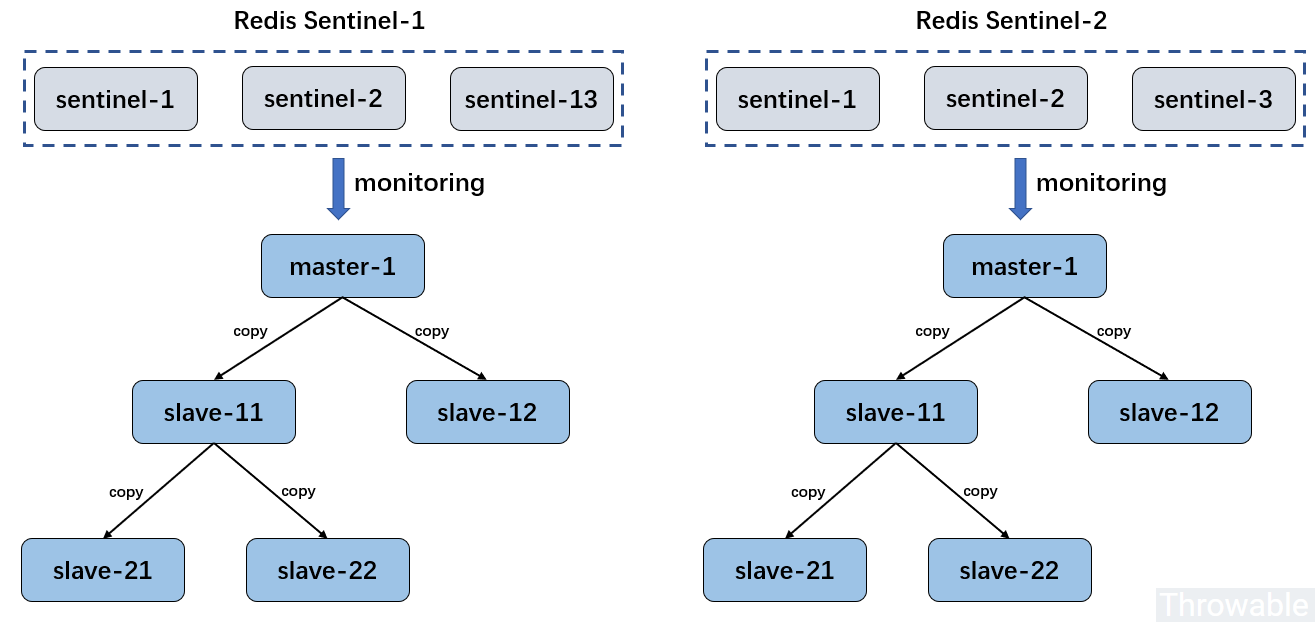 Redis Sentinel-1
sentinel-1
sentinel-2
sentinel-13
monitoring
master-1
copy
copy
slave-11
slave-12
copy
copy
slave-21
slave-22
Redis Sentinel-2
sentinel-1
sentinel-2
sentinel-3
monitoring
master-1
copy
copy
slave-11
slave-12
copy
copy
slave-21
slave-22
Throwable